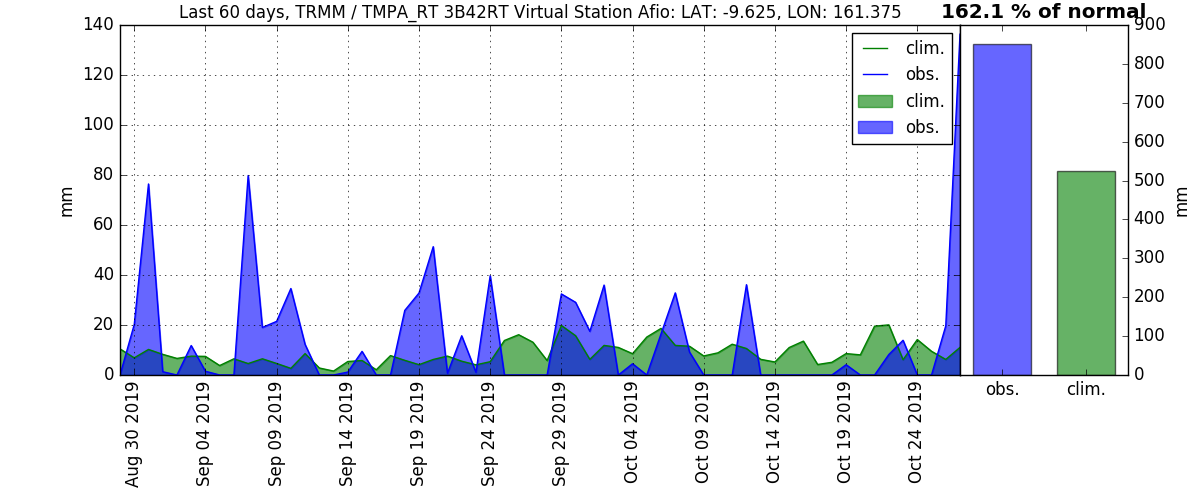 Last 60 days, TRMM / TMPA_RT 3B42RT Virtual Station Afio: LAT: -9.625, LON: 161.375
162.1 % of normal
140
120
100
80
60
40
20
0
mm
clim.
obs.
clim.
obs.
Aug 30 2019
Sep 04 2019
Sep 09 2019
Sep 14 2019
Sep 19 2019
Sep 24 2019
Sep 29 2019
Oct 04 2019
Oct 09 2019
Oct 14 2019
Oct 19 2019
Oct 24 2019
900
800
700
600
500
400
300
200
100
0
mm
obs.
clim.